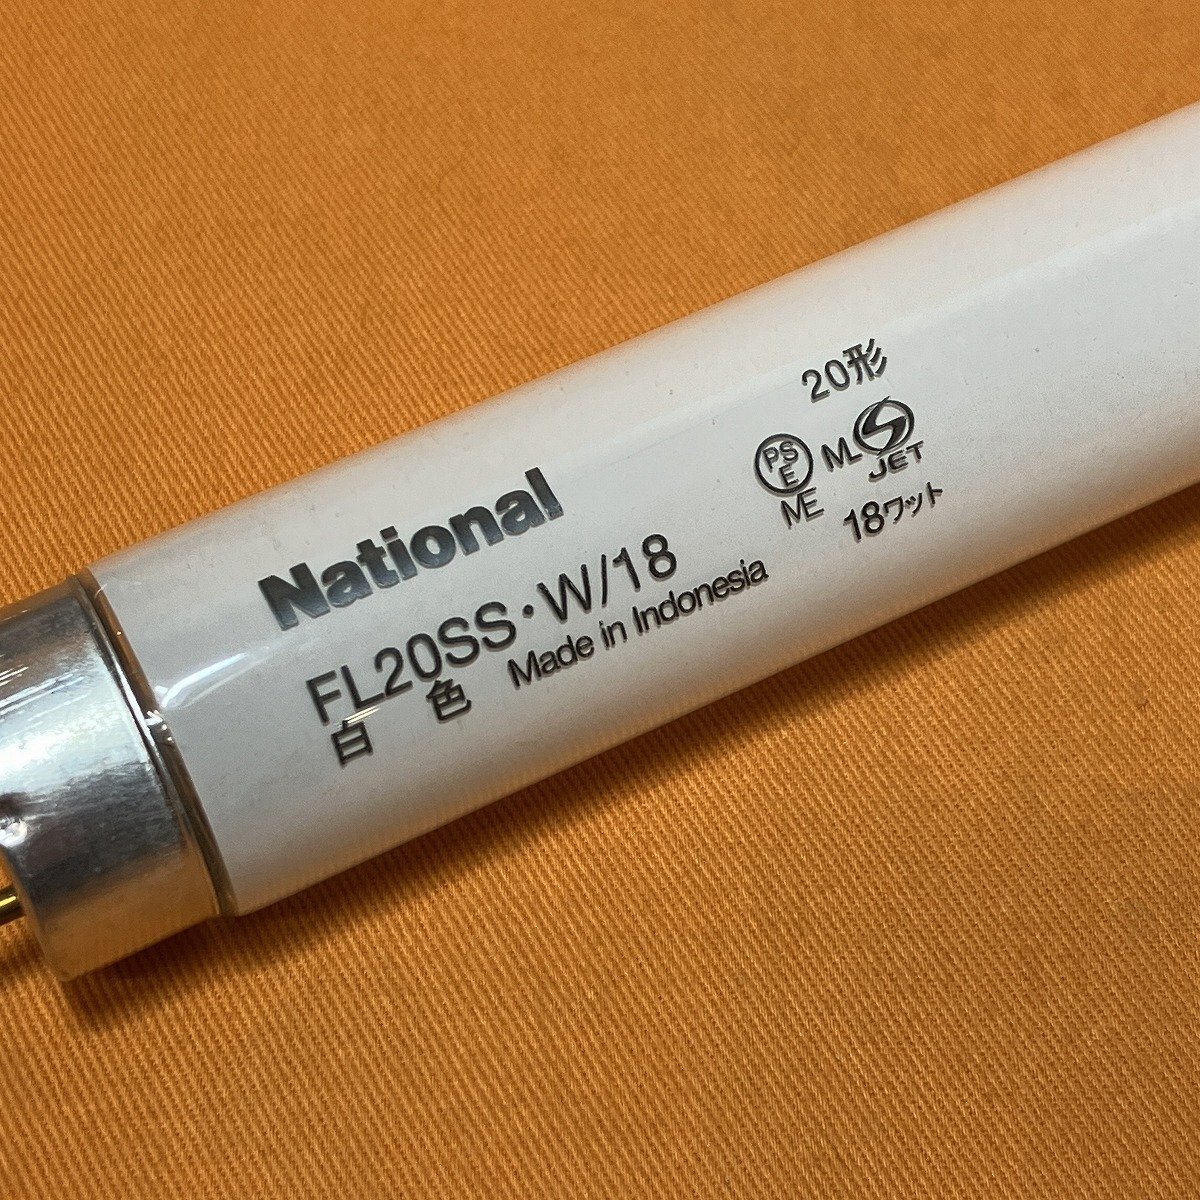 National
FL20SS・W/18
白色 Made in Indonesia
20形
PS
E
ME
ML
JET
18ワット